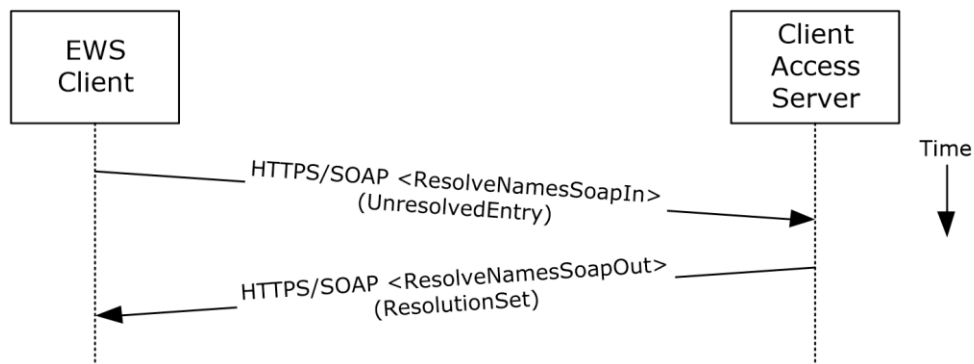 EWS
Client
Client
Access
Server
Time
HTTPS/SOAP <ResolveNamesSoapIn>
(UnresolvedEntry)
HTTPS/SOAP <ResolveNamesSoapOut>
(ResolutionSet)